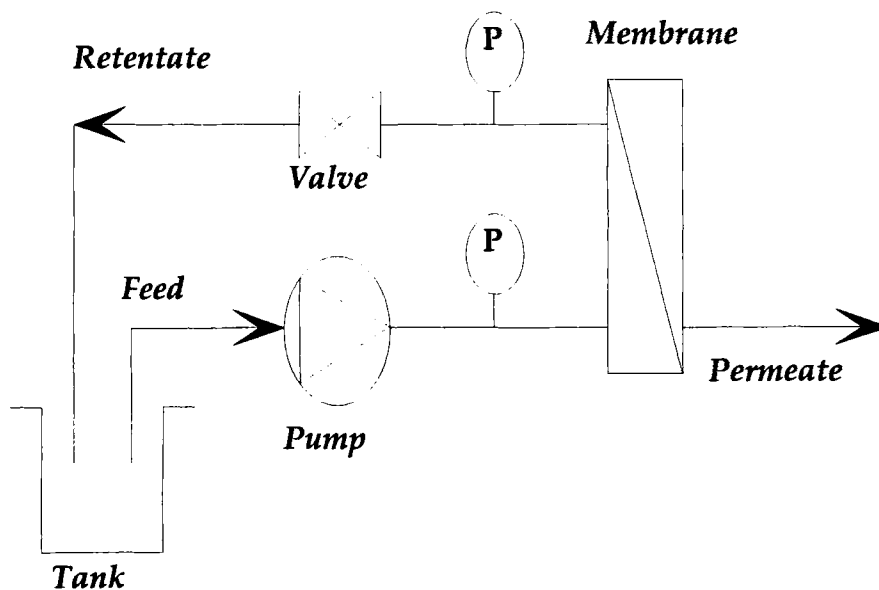 P
Membrane
Retentate
Valve
P
Feed
Permeate
Pump
Tank